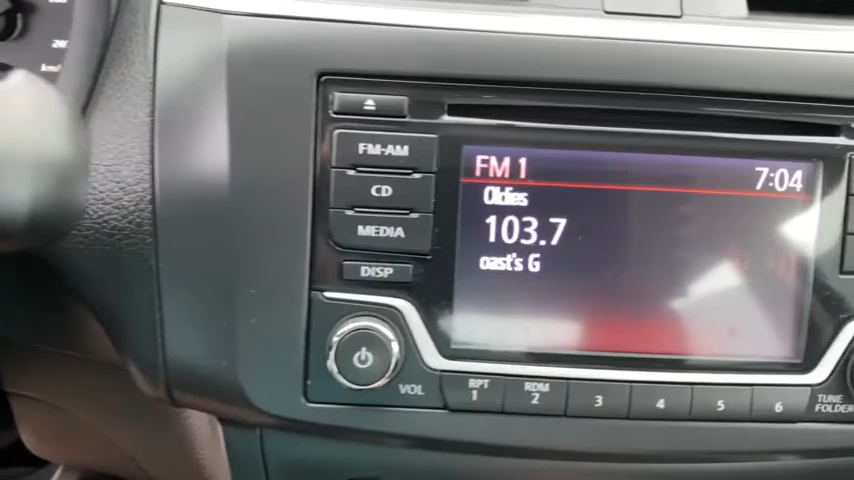 FM-AM
CD
MEDIA
DISP
FM 1
7:04
Oldies
103.7
oast's G
VOL
RPT
1
RDM
2
3
4
5
6
TUNE
FOLDER